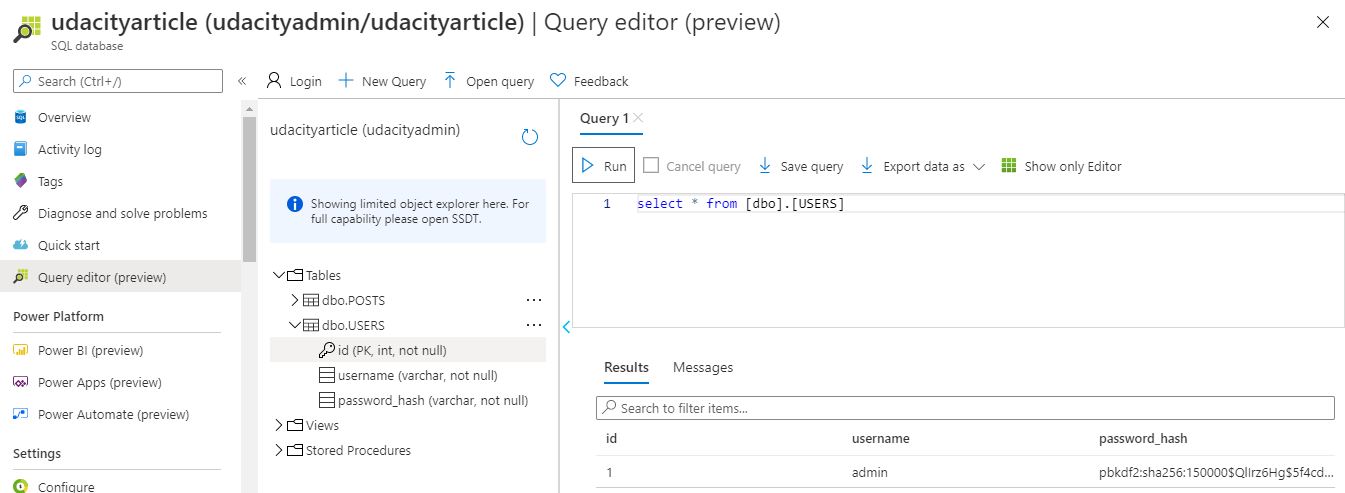 udacityarticle (udacityadmin/udacityarticle) | Query editor (preview)
SQL database
Search (Ctrl+/)
«
Overview
Activity log
Tags
Diagnose and solve problems
Quick start
Query editor (preview)
Power Platform
Power BI (preview)
Power Apps (preview)
Power Automate (preview)
Settings
Configure
Login
New Query
Open query
Feedback
udacityarticle (udacityadmin)
Showing limited object explorer here. For
full capability please open SSDT.
Tables
dbo.POSTS
...
dbo.USERS
...
id (PK, int, not null)
username (varchar, not null)
password_hash (varchar, not null)
Views
Stored Procedures
Query 1
Run
Cancel query
Save query
Export data as
Show only Editor
1 select * from [dbo].[USERS]
Results Messages
Search to filter items...
id username password_hash
1 admin pbkdf2:sha256:150000$QlIrz6Hg$5f4cd...